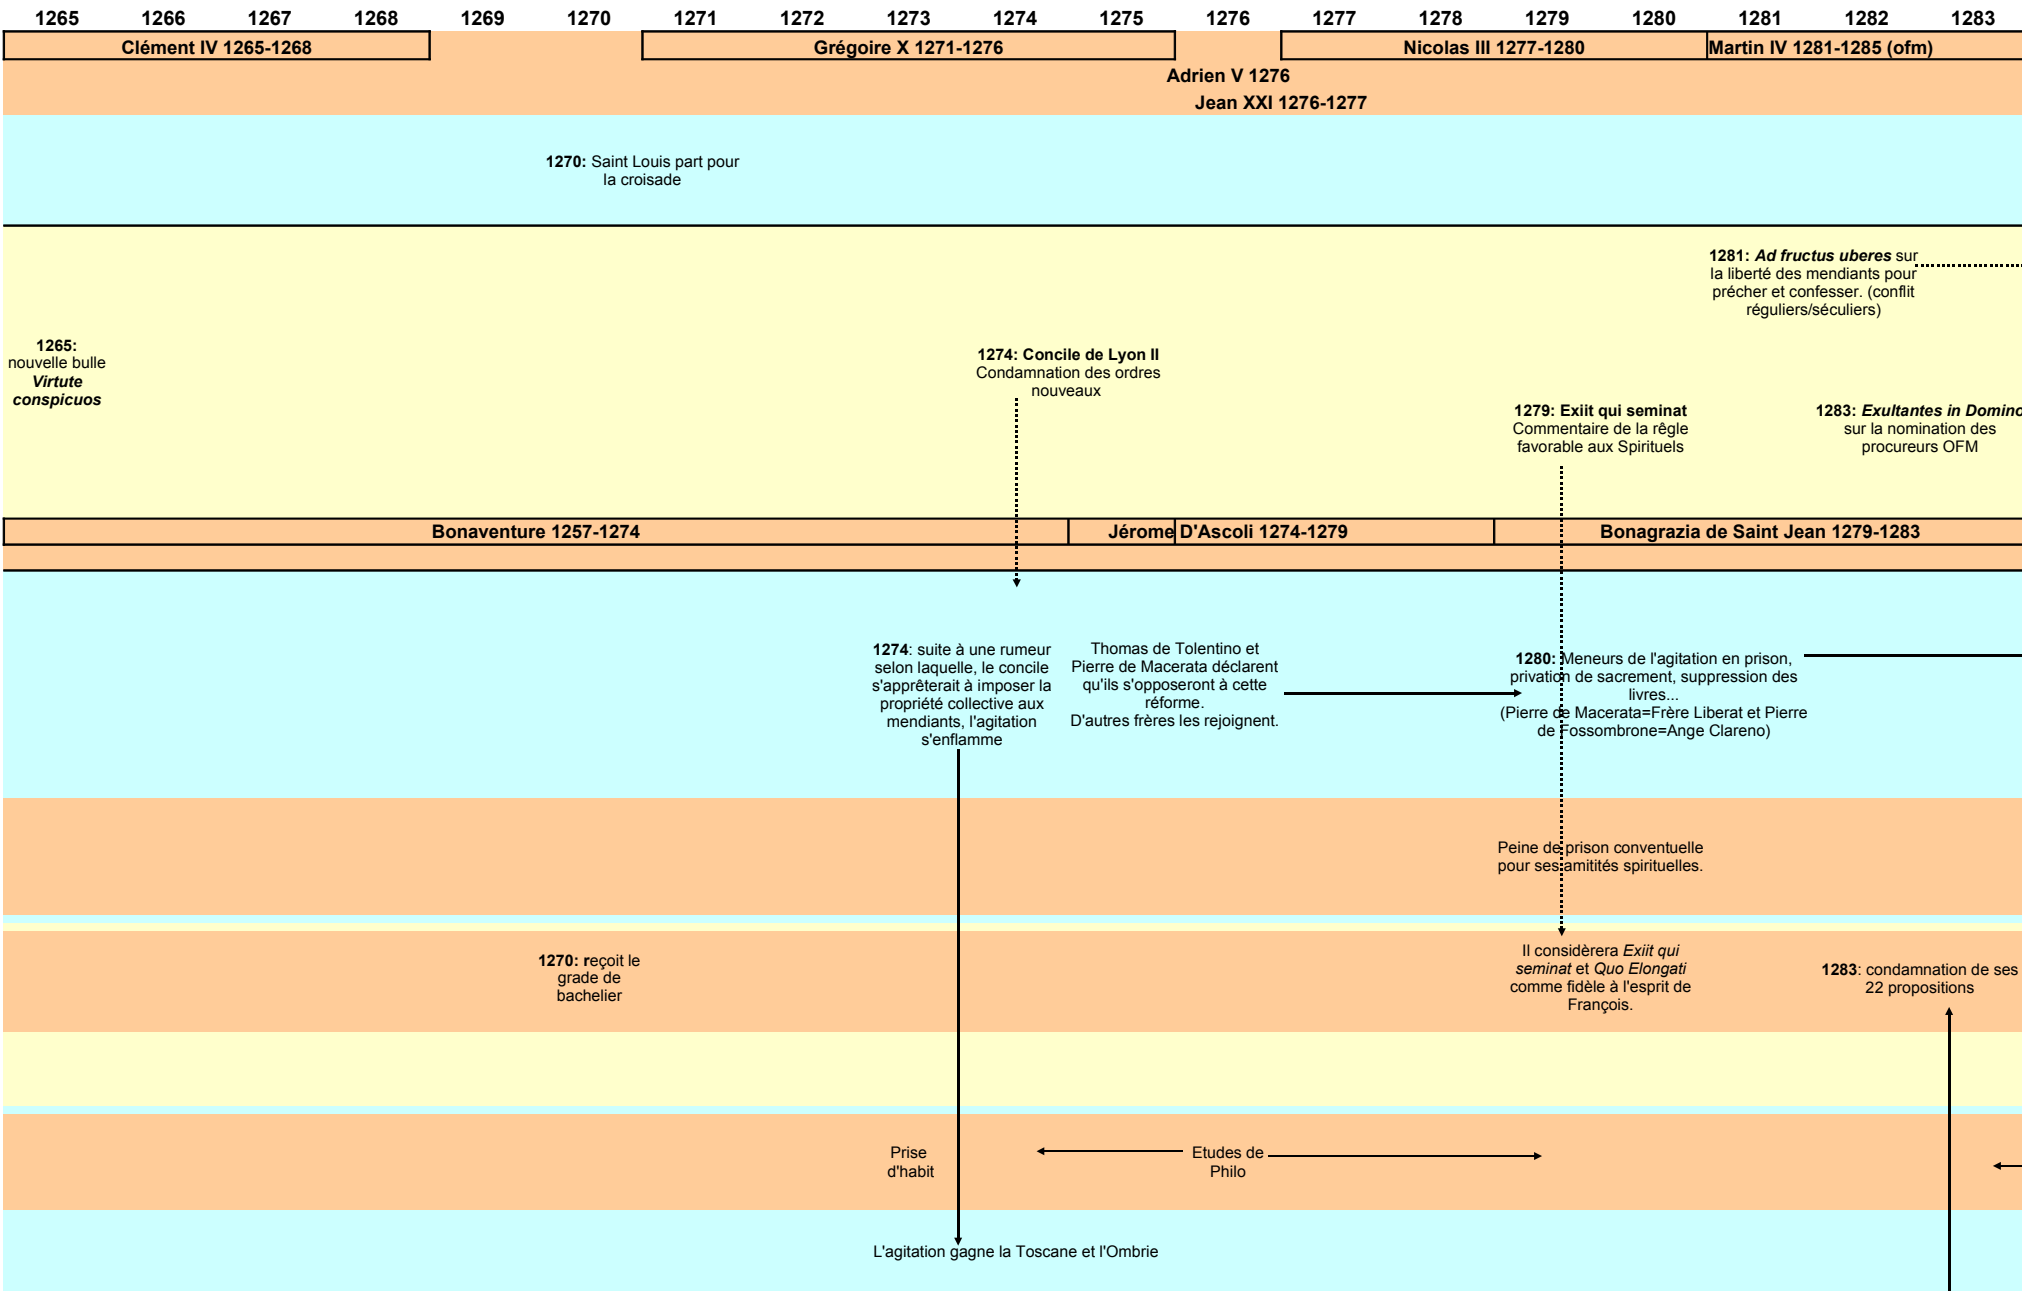 1265 1266 1267 1268 1269 1270 1271 1272 1273 1274 1275 1276 1277 1278 1279 1280 1281 1282 1283
Clément IV 1265-1268 Grégoire X 1271-1276 Nicolas III 1277-1280 Martin IV 1281-1285 (ofm)
Adrien V 1276
Jean XXI 1276-1277
1270: Saint Louis part pour
la croisade
1281: Ad fructus uberes sur
la liberté des mendiants pour
précher et confesser. (conflit
réguliers/séculiers)
1265:
nouvelle bulle
Virtute
conspicuos
1274: Concile de Lyon II
Condamnation des ordres
nouveaux
1279: Exiit qui seminat
Commentaire de la rêgle
favorable aux Spirituels
1283: Exultantes in Domino
sur la nomination des
procureurs OFM
Bonaventure 1257-1274 Jérome D'Ascoli 1274-1279 Bonagrazia de Saint Jean 1279-1283
1274: suite à une rumeur
selon laquelle, le concile
s'apprêterait à imposer la
propriété collective aux
mendiants, l'agitation
s'enflamme
Thomas de Tolentino et
Pierre de Macerata déclarent
qu'ils s'opposeront à cette
réforme.
D'autres frères les rejoignent.
1280: Meneurs de l'agitation en prison,
privation de sacrement, suppression des
livres...
(Pierre de Macerata=Frère Liberat et Pierre
de Fossombrone=Ange Clareno)
Peine de prison conventuelle
pour ses amitités spirituelles.
1270: reçoit le
grade de
bachelier
Il considèrera Exiit qui
seminat et Quo Elongati
comme fidèle à l'esprit de
François.
1283: condamnation de ses
22 propositions
Prise
d'habit
Etudes de
Philo
L'agitation gagne la Toscane et l'Ombrie